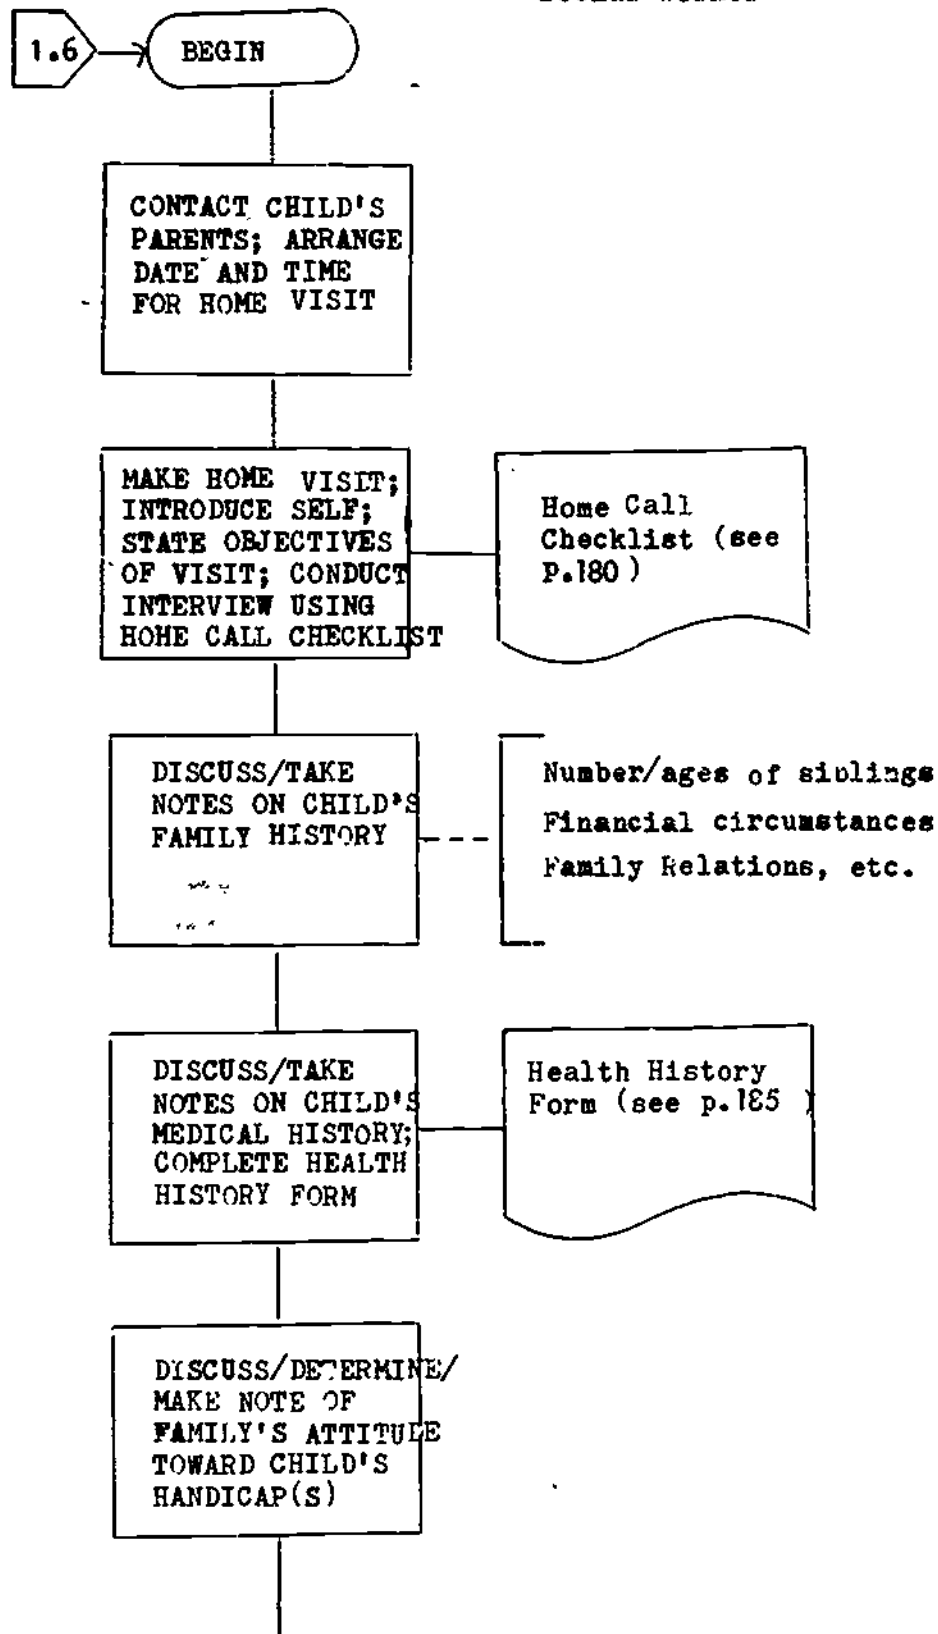 1.6
BEGIN
CONTACT CHILD'S
PARENTS; ARRANGE
DATE AND TIME
FOR HOME VISIT
MAKE HOME VISIT;
INTRODUCE SELF;
STATE OBJECTIVES
OF VISIT; CONDUCT
INTERVIEW USING
HOME CALL CHECKLIST
Home Call
Checklist (see
p.180)
DISCUSS/TAKE
NOTES ON CHILD'S
FAMILY HISTORY
Number/ages of siblings
Financial circumstances
Family Relations, etc.
DISCUSS/TAKE
NOTES ON CHILD'S
MEDICAL HISTORY;
COMPLETE HEALTH
HISTORY FORM
Health History
Form (see p.185 )
DISCUSS/DETERMINE/
MAKE NOTE OF
FAMILY'S ATTITUDE
TOWARD CHILD'S
HANDICAP(S)